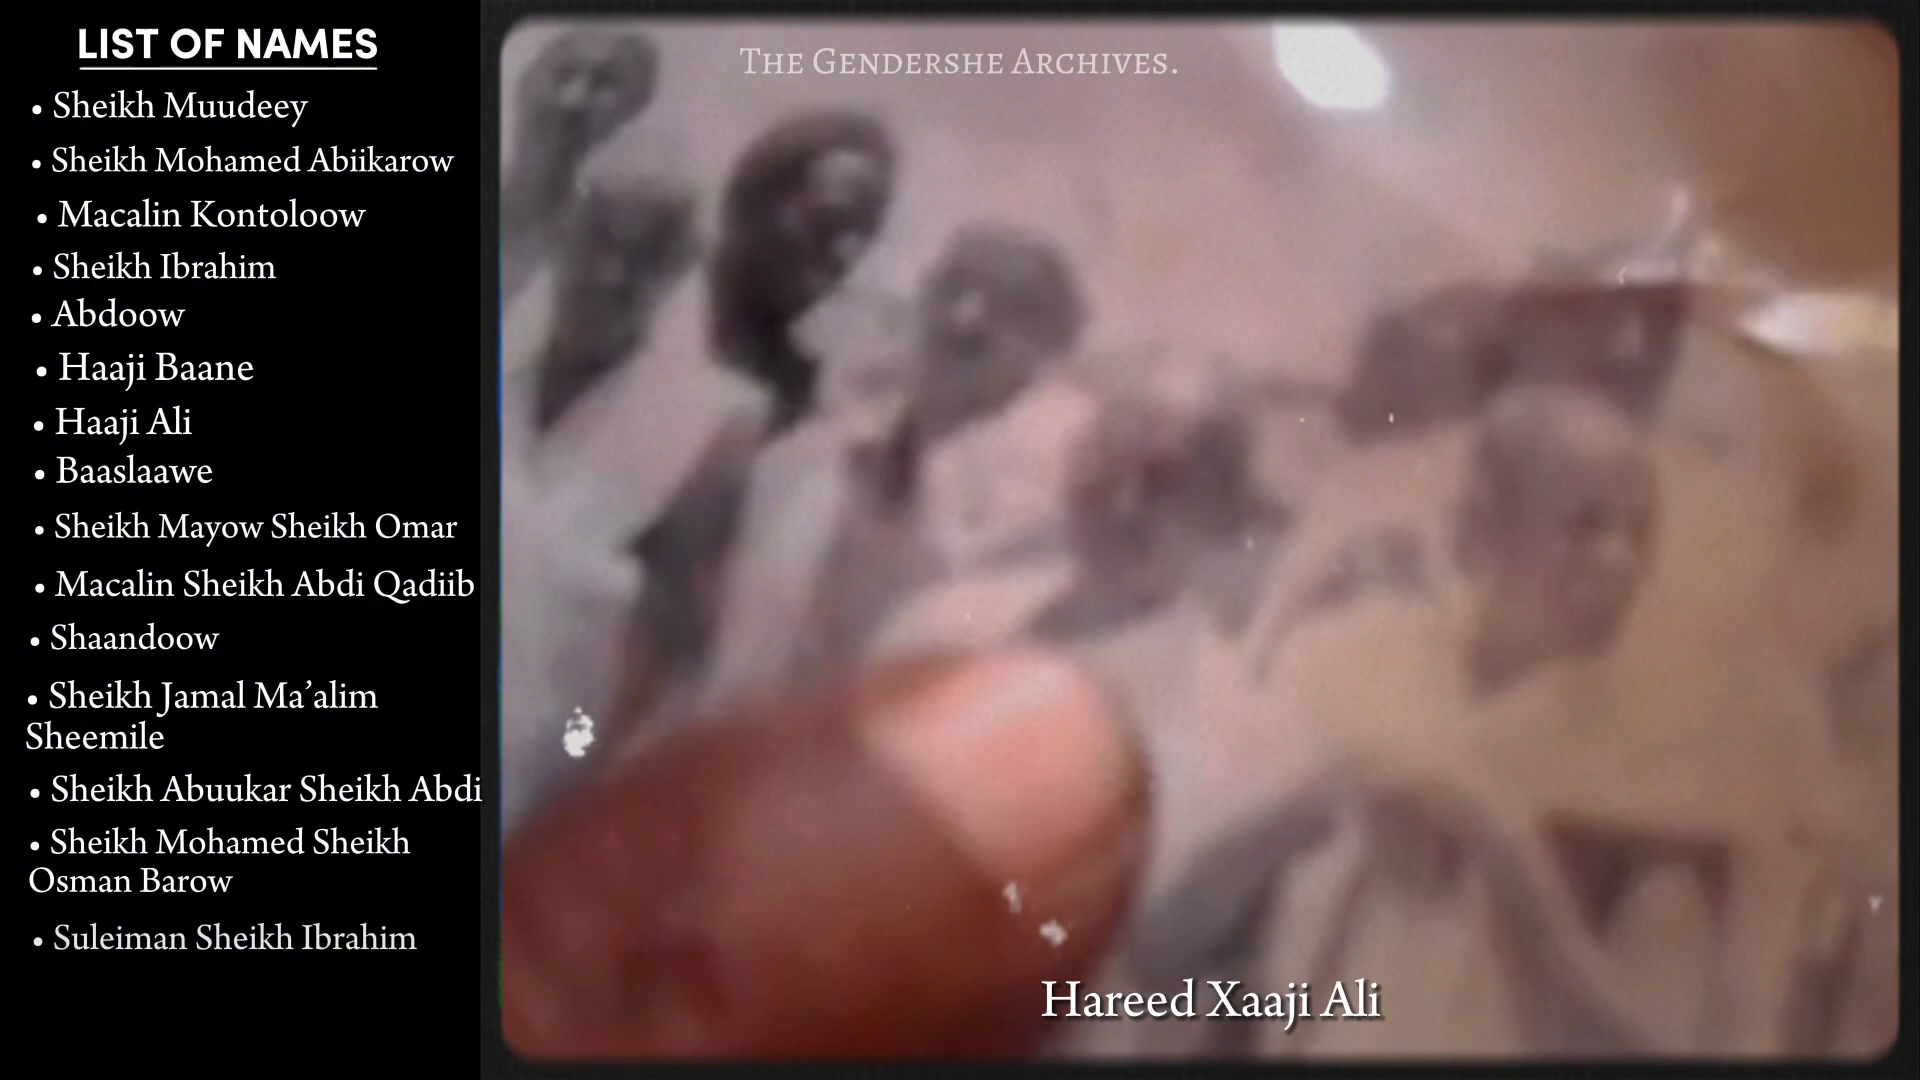 LIST OF NAMES
• Sheikh Muudeey
• Sheikh Mohamed Abiikarow
• Macalin Kontoloow
• Sheikh Ibrahim
• Abdoow
• Haaji Baane
• Haaji Ali
• Baaslaawe
• Sheikh Mayow Sheikh Omar
• Macalin Sheikh Abdi Qadiib
• Shaandoow
• Sheikh Jamal Ma’alim
Sheemile
• Sheikh Abuukar Sheikh Abdi
• Sheikh Mohamed Sheikh
Osman Barow
• Suleiman Sheikh Ibrahim
The Gendershe Archives.
Hareed Xaaji Ali